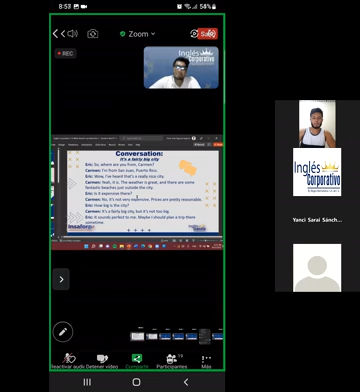 8:53
58%
Zoom
Salir
REC
Inglés
Corporativo
Conversation:
It's a fairly big city
Eric: So, where are you from, Carmen?
Carmen: I'm from San Juan, Puerto Rico.
Eric: Wow, I've heard that's a really nice city.
Carmen: Yeah, it is. The weather is great, and there are some
fantastic beaches just outside the city.
Eric: Is it expensive there?
Carmen: No, it's not very expensive. Prices are pretty reasonable.
Eric: How big is the city?
Carmen: It's a fairly big city, but it's not too big.
Eric: It sounds perfect to me. Maybe I should plan a trip there
sometime.
Insaforp
Reactivar audio
Detener video
Compartir
Participantes
Más
Inglés
Corporativo
Yanci Sarai Sánch...